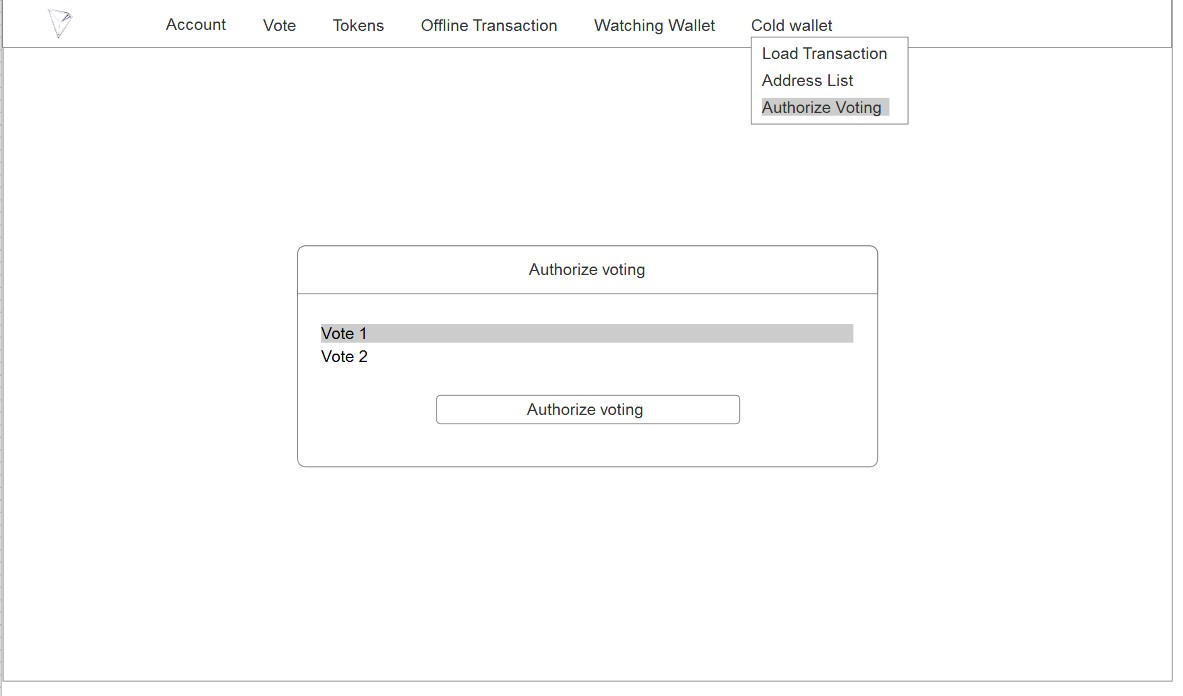 Account Vote Tokens Offline Transaction Watching Wallet Cold wallet
Load Transaction
Address List
Authorize Voting
Authorize voting
Vote 1
Vote 2
Authorize voting